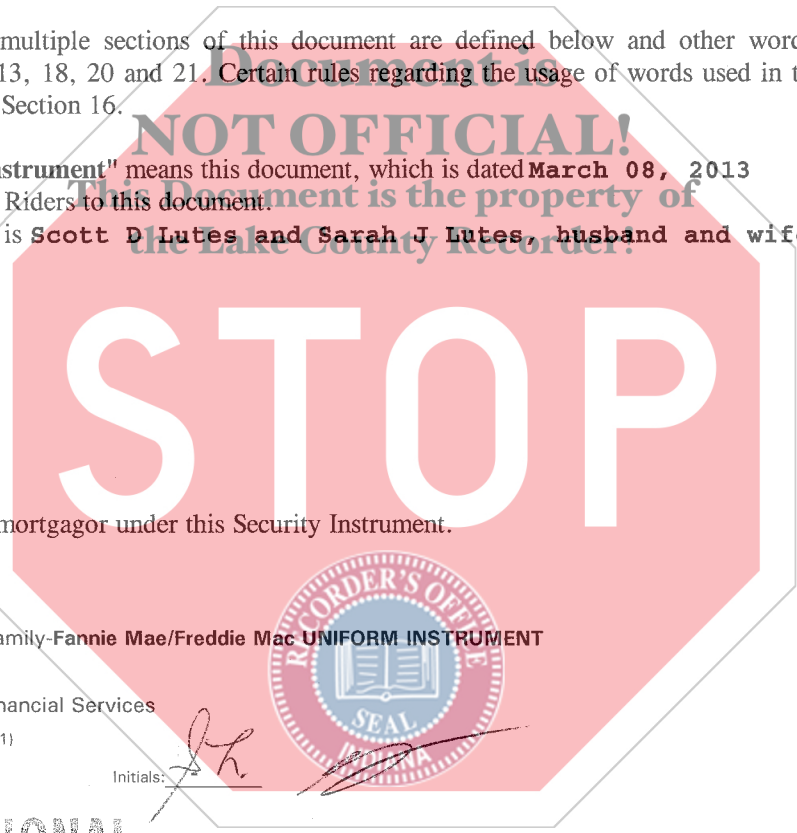 multiple sections of this document are defined below and other word
Document is
13, 18, 20 and 21. Certain rules regarding the usage of words used in t
Section 16.
NOT OFFICIAL!
strument" means this document, which is dated March 08, 2013
This Document is the property of
Riders to this document.
is Scott D Lutes and Sarah J Lutes, husband and wife
the Lake County Recorder!
STOP
mortgagor under this Security Instrument.
RECORDER'S OFFICE
amily-Fannie Mae/Freddie Mac UNIFORM INSTRUMENT
nancial Services
SEAL
1)
INDIANA
Initials:
IONAL